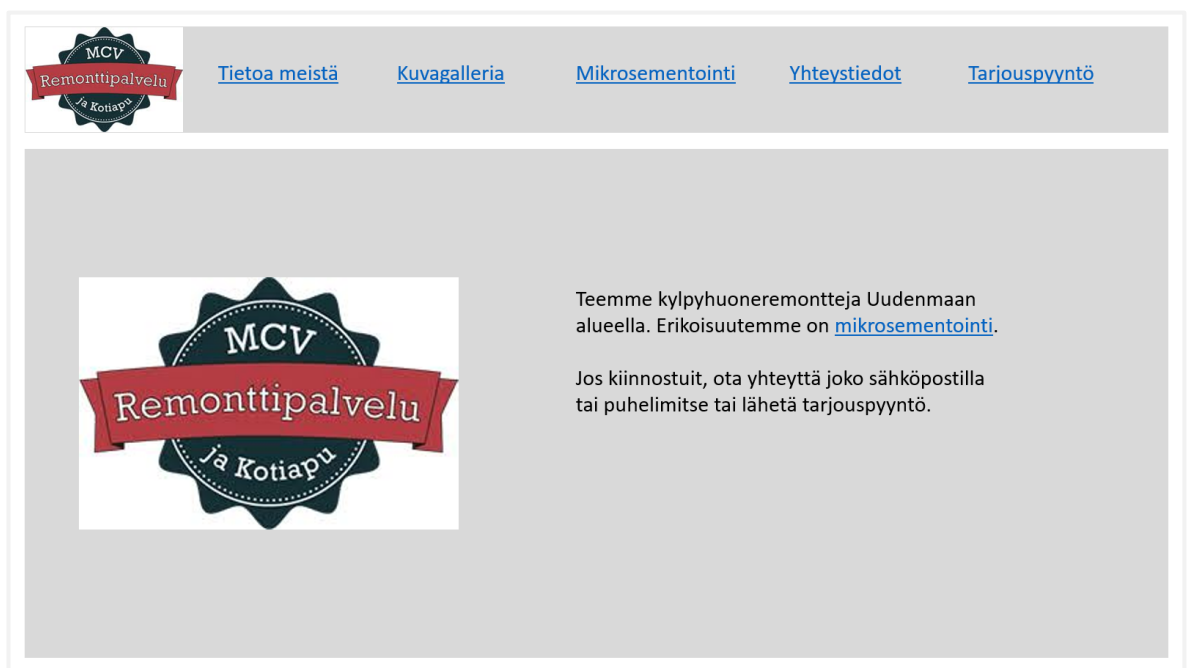 MCV
Remonttipalvelu
ja Kotiapu
Tietoa meistä
Kuvagalleria
Mikrosementointi
Yhteystiedot
Tarjouspyyntö
MCV
Remonttipalvelu
ja Kotiapu
Teemme kylpyhuoneremontteja Uudenmaan
alueella. Erikoisuutemme on mikrosementointi.
Jos kiinnostuit, ota yhteyttä joko sähköpostilla
tai puhelimitse tai lähetä tarjouspyyntö.